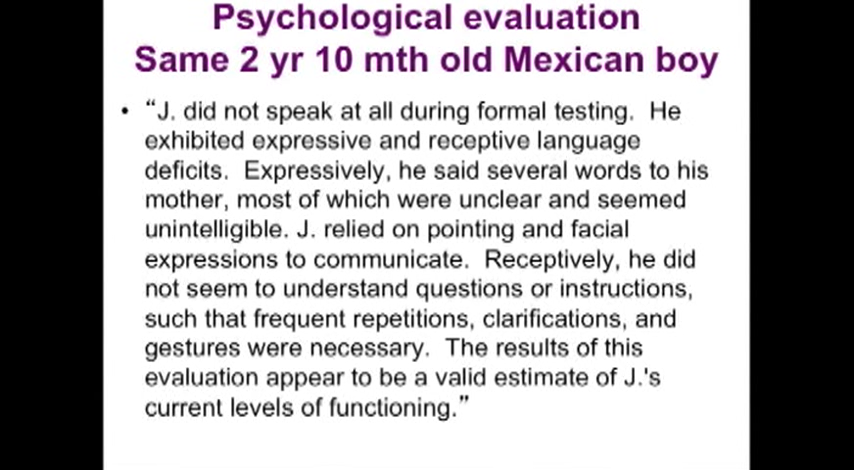 Psychological evaluation
Same 2 yr 10 mth old Mexican boy
• “J. did not speak at all during formal testing.  He
exhibited expressive and receptive language
deficits.  Expressively, he said several words to his
mother, most of which were unclear and seemed
unintelligible. J. relied on pointing and facial
expressions to communicate.  Receptively, he did
not seem to understand questions or instructions,
such that frequent repetitions, clarifications, and
gestures were necessary.  The results of this
evaluation appear to be a valid estimate of J.'s
current levels of functioning.”